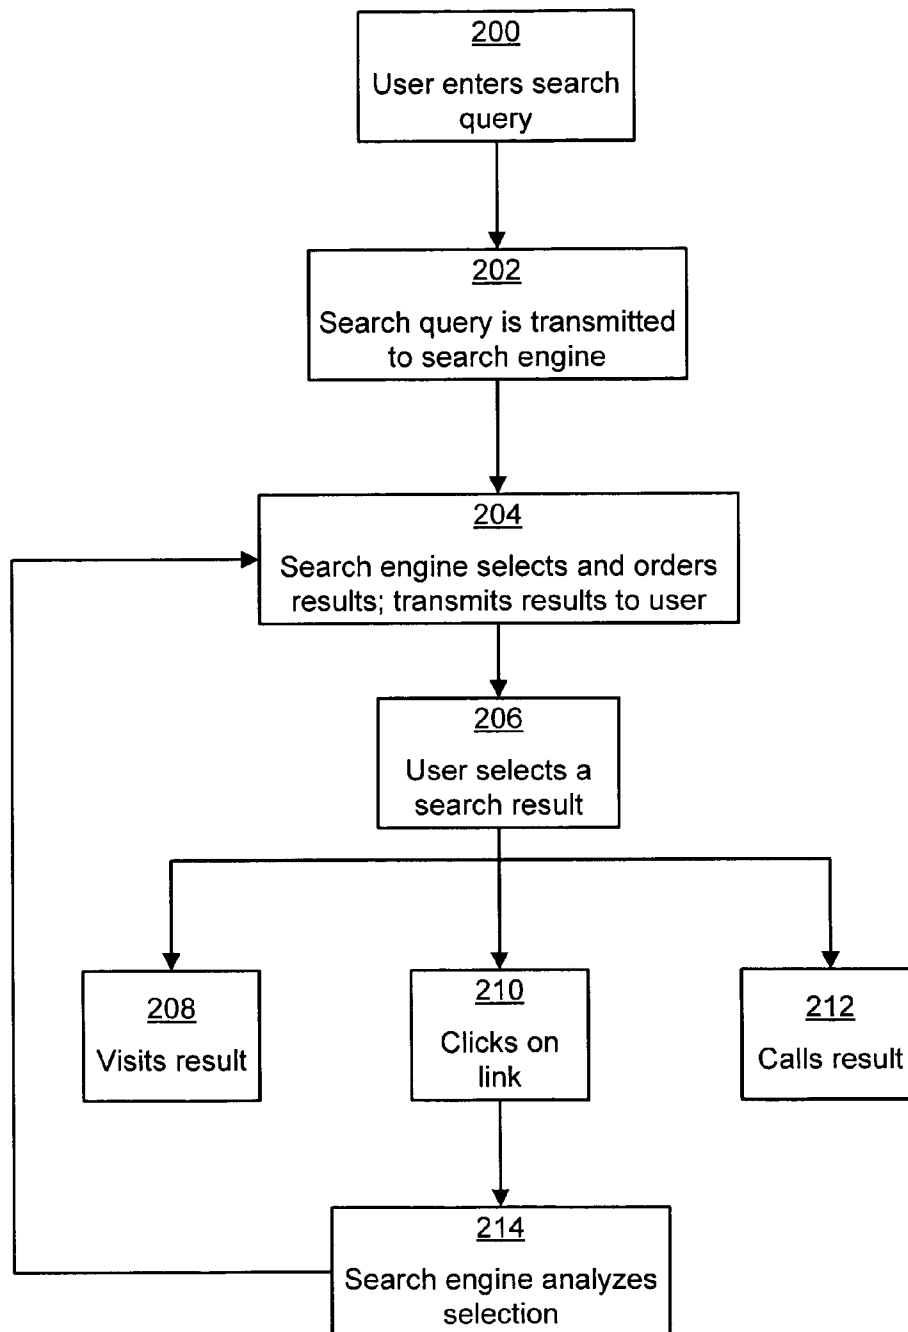 200
User enters search
query
202
Search query is transmitted
to search engine
204
Search engine selects and orders
results; transmits results to user
206
User selects a
search result
208
Visits result
210
Clicks on
link
212
Calls result
214
Search engine analyzes
selection